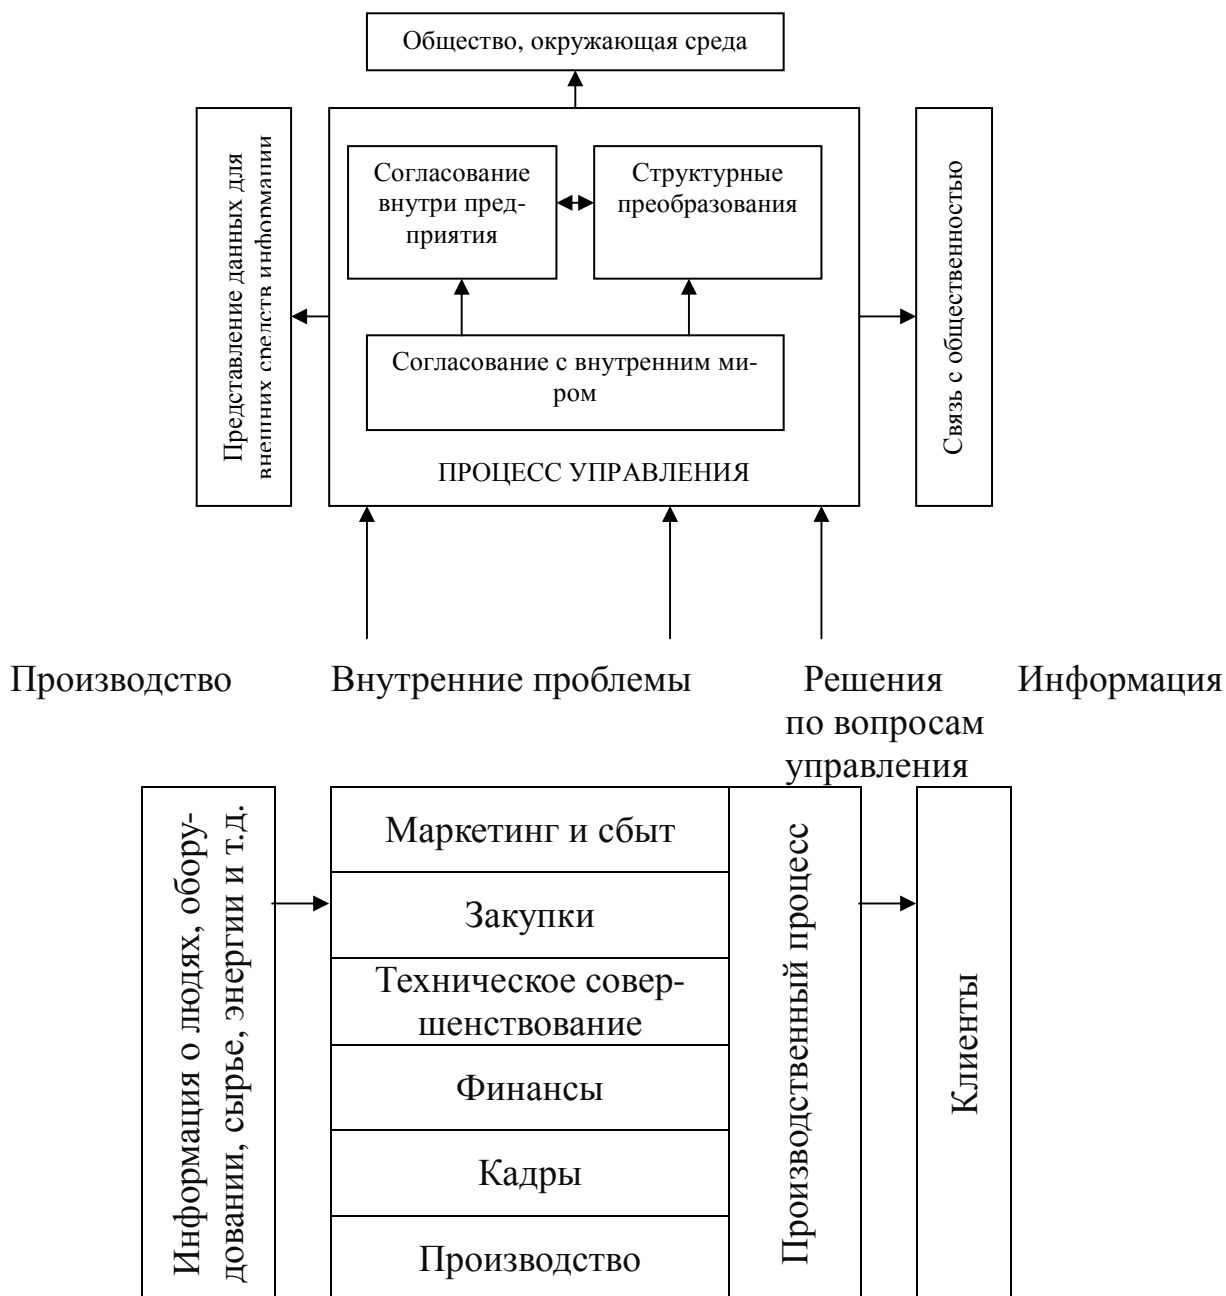 Общество, окружающая среда
Представление данных для
внешних средств информации
Согласование
внутри пред-
приятия
Структурные
преобразования
Согласование с внутренним ми-
ром
ПРОЦЕСС УПРАВЛЕНИЯ
Связь с общественностью
Производство Внутренние проблемы Решения Информация
по вопросам
управления
Информация о людях, обору-
довании, сырье, энергии и т.д.
Маркетинг и сбыт
Закупки
Техническое совер-
шенствование
Финансы
Кадры
Производство
Производственный процесс
Клиенты